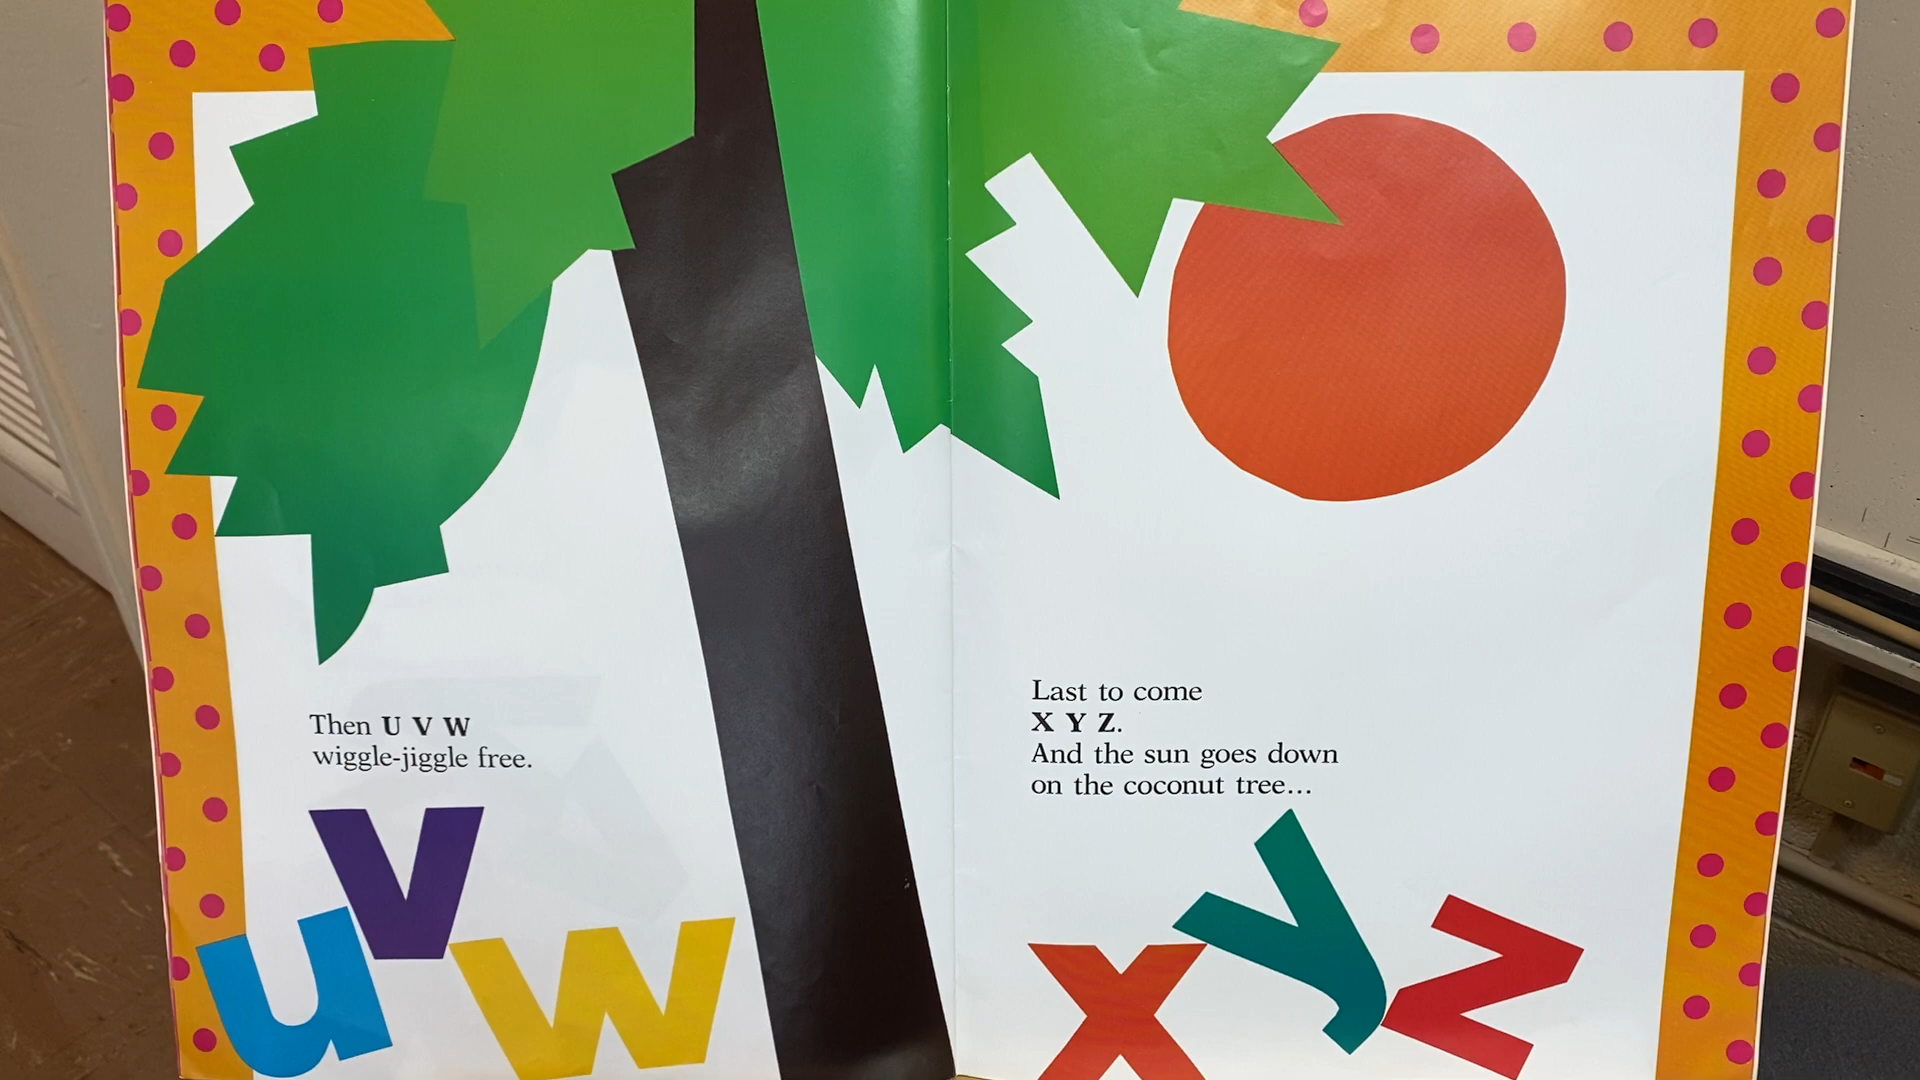 Then U V W
wiggle-jiggle free.
v
u
w
Last to come
X Y Z.
And the sun goes down
on the coconut tree...
x
y
z